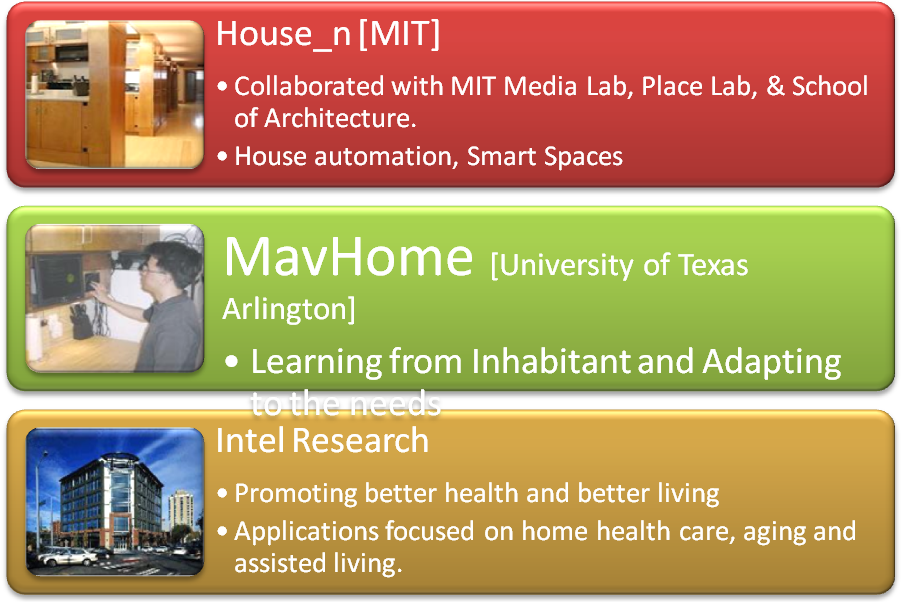 House_n [MIT]
• Collaborated with MIT Media Lab, Place Lab, & School
of Architecture.
• House automation, Smart Spaces
MavHome [University of Texas
Arlington]
• Learning from Inhabitant and Adapting
to the needs
Intel Research
• Promoting better health and better living
• Applications focused on home health care, aging and
assisted living.